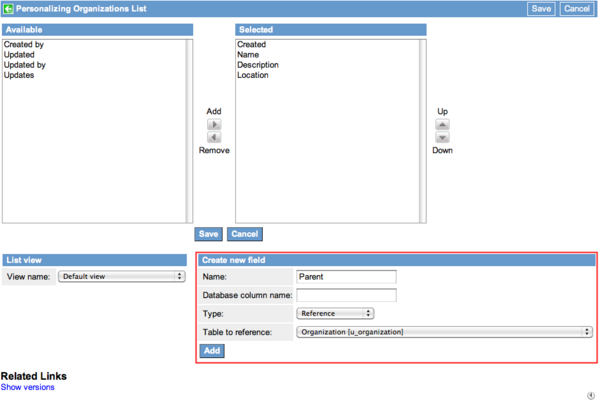 Personalizing Organizations List
Save
Cancel
Available
Selected
Created by
Updated
Updated by
Updates
Created
Name
Description
Location
Add
Remove
Up
Down
Save
Cancel
List view
View name: Default view
Create new field
Name: Parent
Database column name:
Type: Reference
Table to reference: Organization [u_organization]
Add
Related Links
Show versions